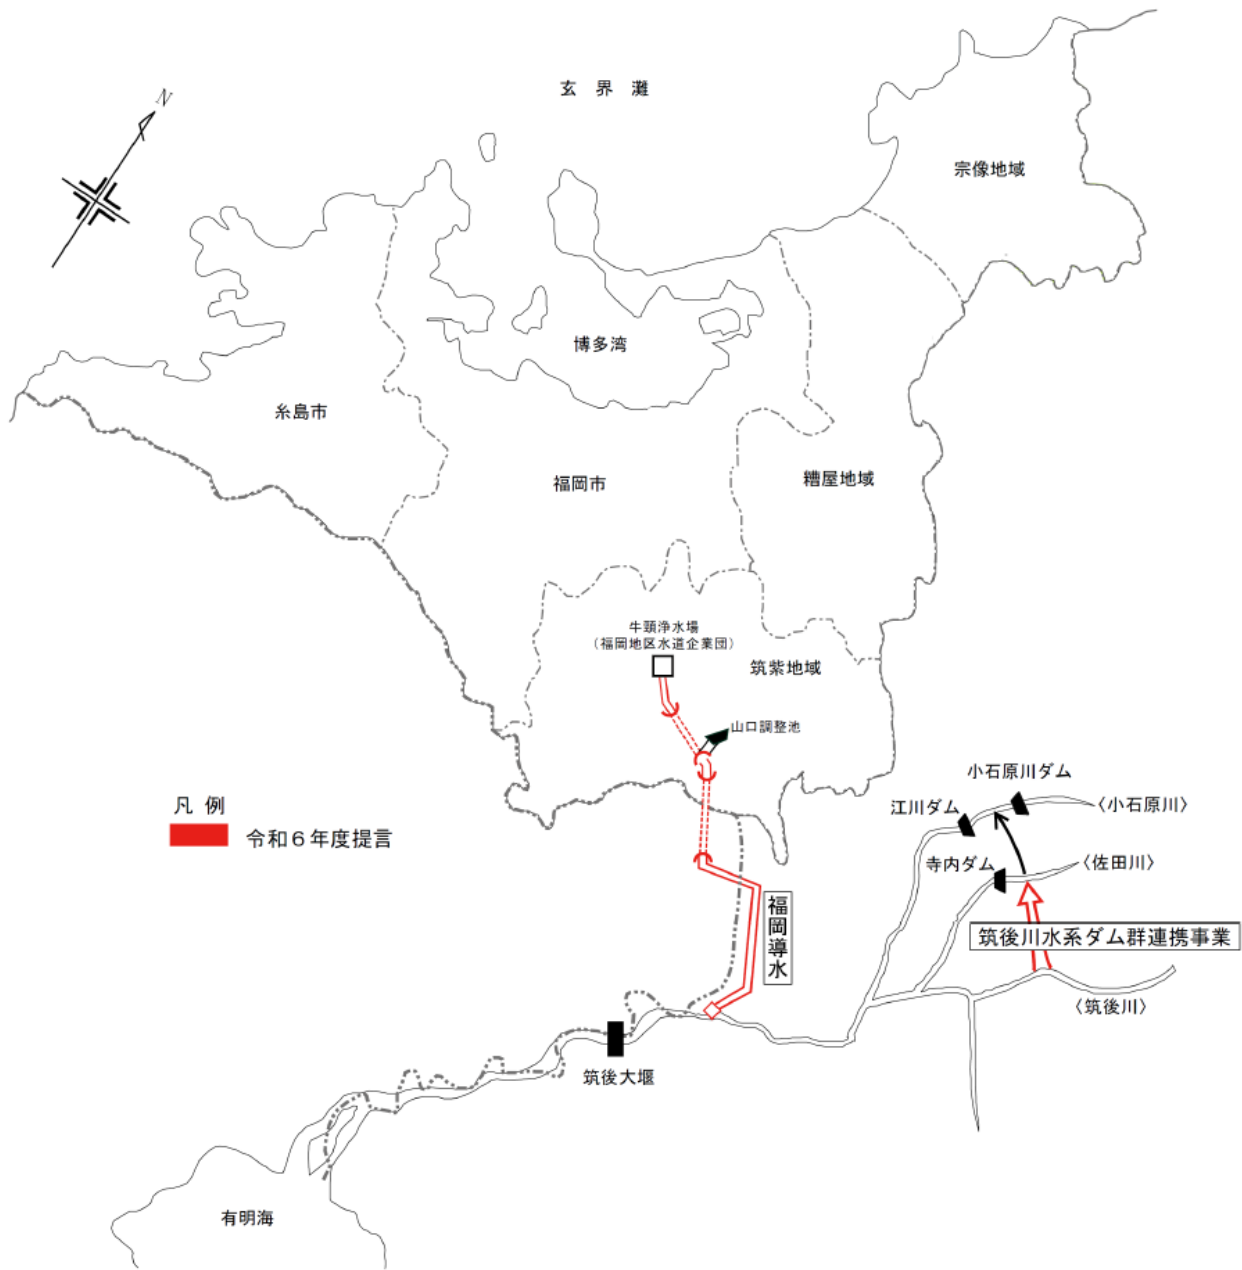 玄界灘
N
宗像地域
博多湾
糸島市
福岡市
糟屋地域
牛頸浄水場
(福岡地区水道企業団)
筑紫地域
山口調整池
小石原川ダム
〈小石原川〉
江川ダム
凡例
令和６年度提言
寺内ダム
〈佐田川〉
福岡導水
筑後川水系ダム群連携事業
〈筑後川〉
筑後大堰
有明海